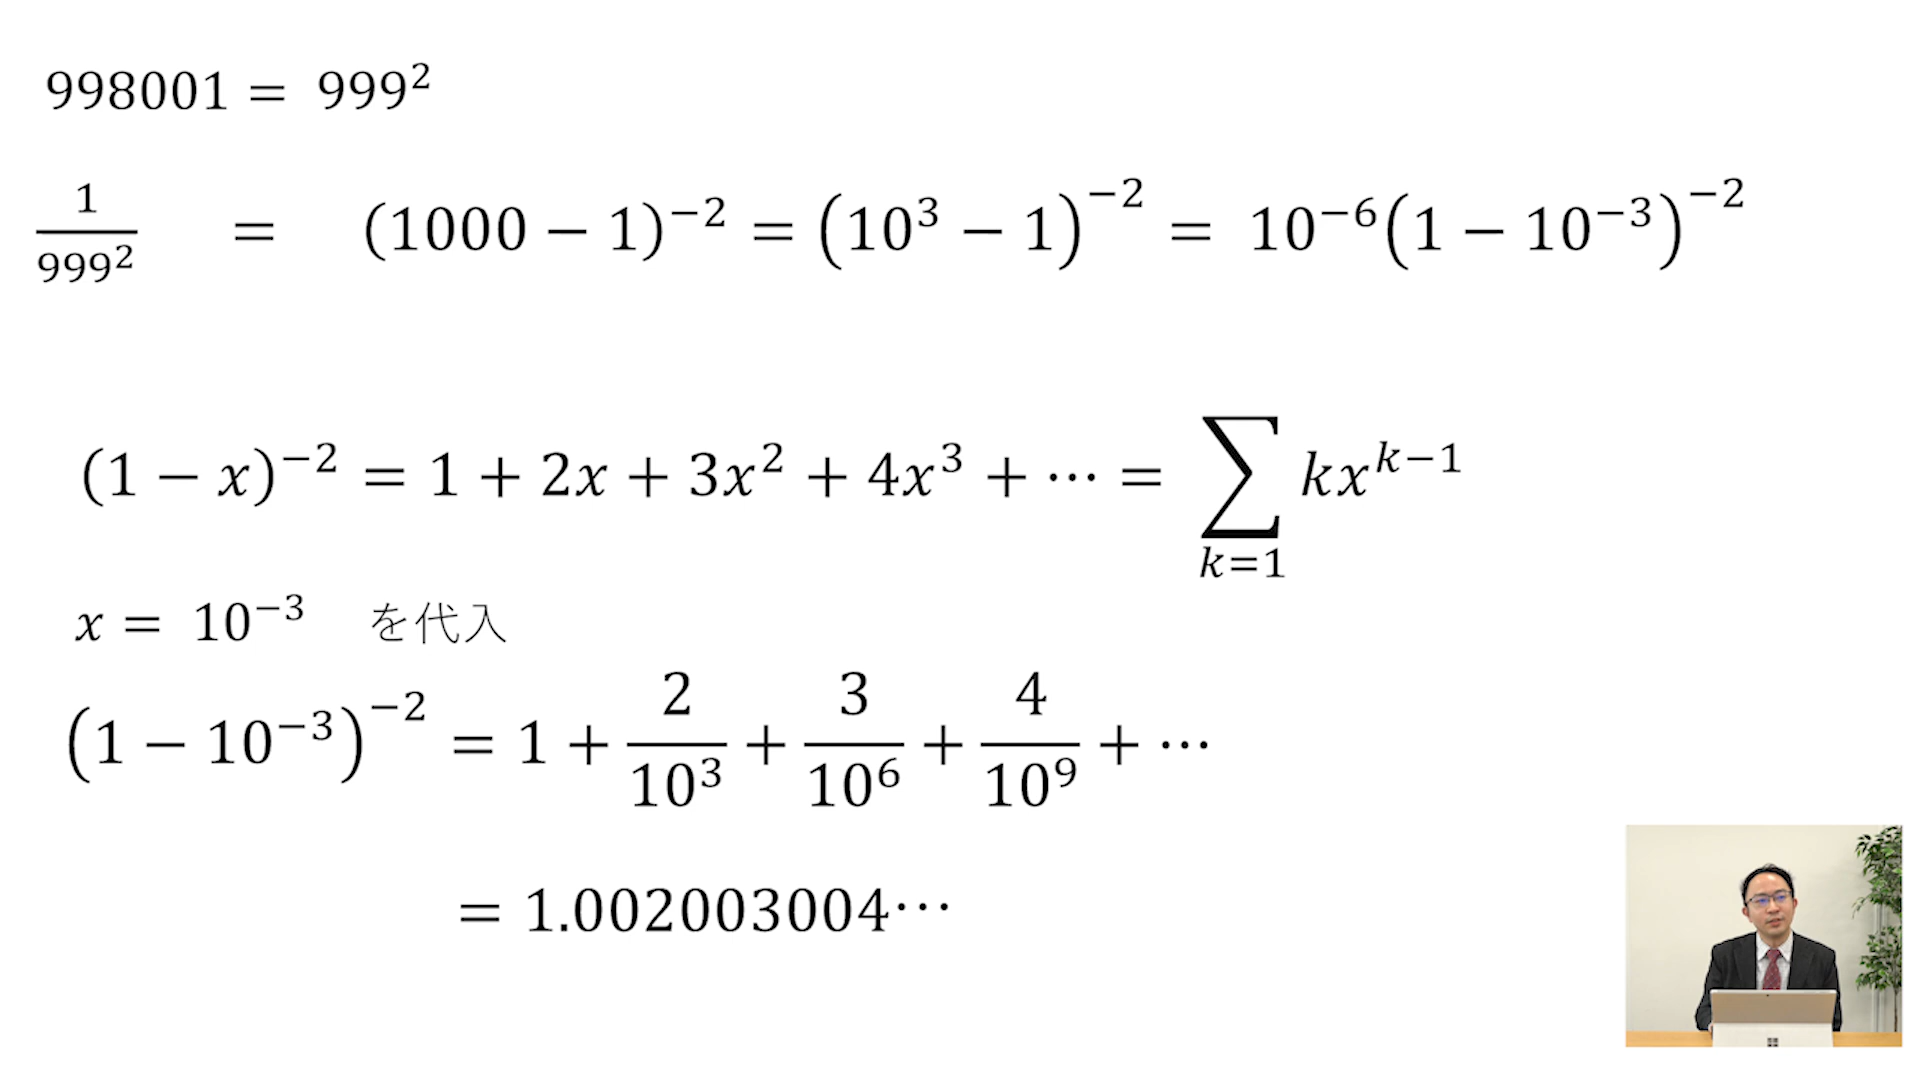 998001 = 999²
1/999² = (1000 − 1)⁻² = (10³ − 1)⁻² = 10⁻⁶(1 − 10⁻³)⁻²
(1 − x)⁻² = 1 + 2x + 3x² + 4x³ + ⋯ = ∑_{k=1} kx^{k−1}
x = 10⁻³ を代入
(1 − 10⁻³)⁻² = 1 + 2/10³ + 3/10⁶ + 4/10⁹ + ⋯
= 1.002003004⋯